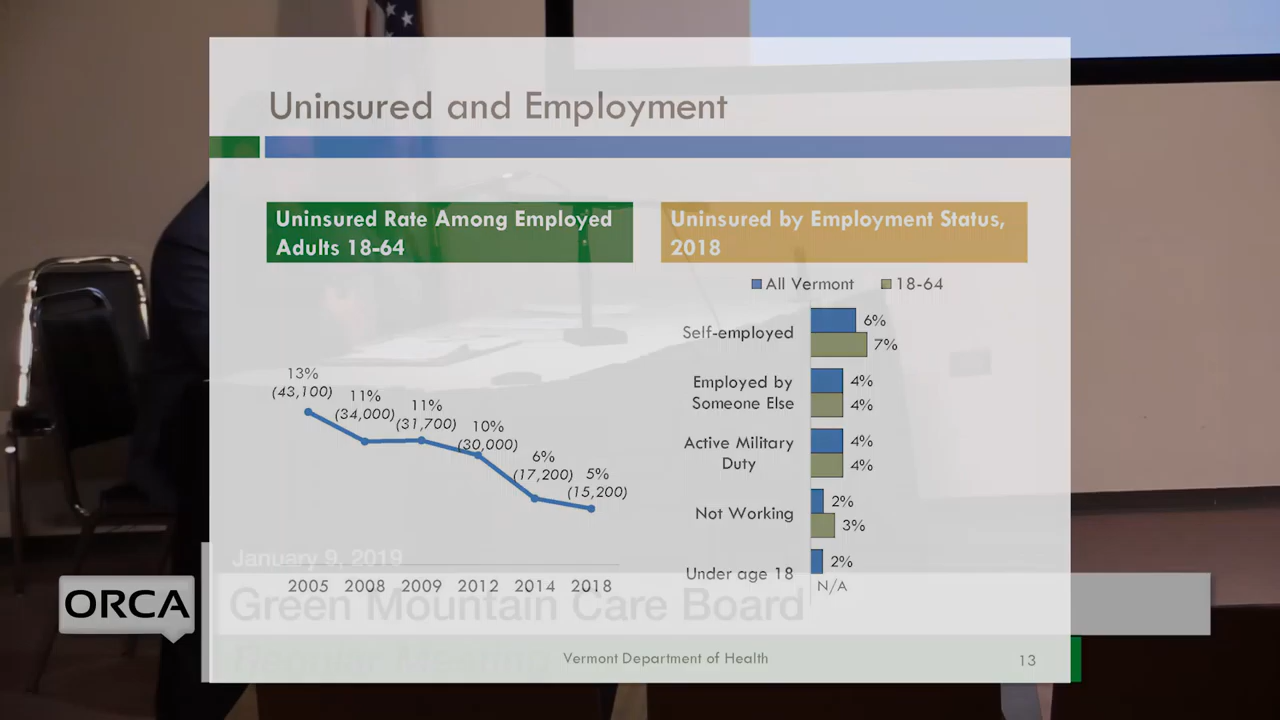 Uninsured and Employment
Uninsured Rate Among Employed
Adults 18-64
13%
(43,100)
11%
(34,000)
11%
(31,700)
10%
(30,000)
6%
(17,200)
5%
(15,200)
2005 2008 2009 2012 2014 2018
Uninsured by Employment Status,
2018
All Vermont 18-64
Self-employed
6%
7%
Employed by
Someone Else
4%
4%
Active Military
Duty
4%
4%
Not Working
2%
3%
Under age 18
2%
N/A
January 9, 2019
ORCA
Green Mountain Care Board
Regular Meeting
Vermont Department of Health
13